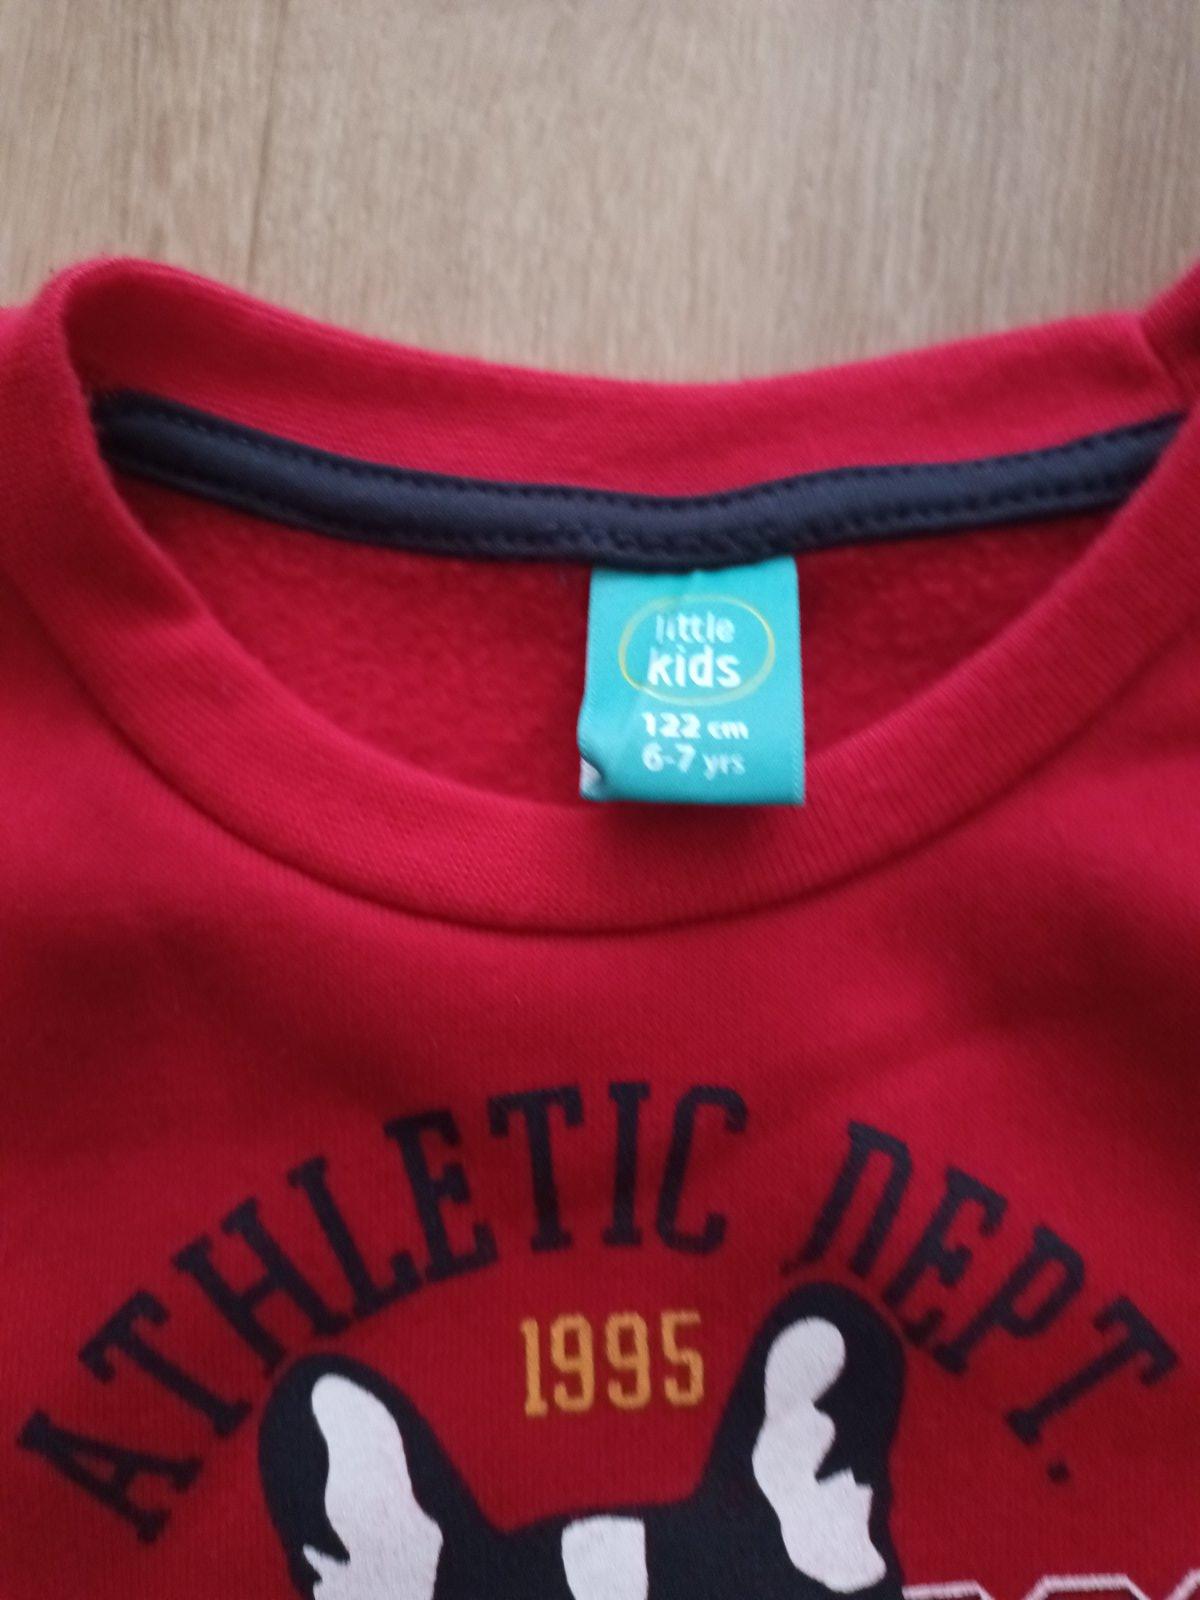 little
kids
122 cm
6-7 yrs
ATHLETIC DEPT.
1995